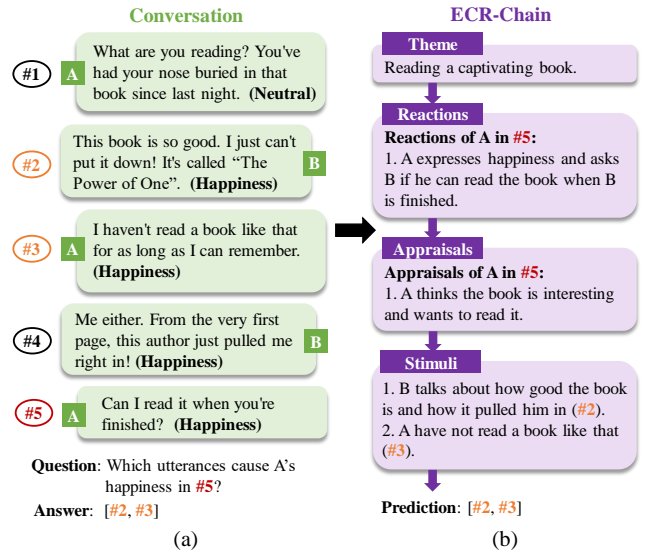 Conversation
#1
A
What are you reading? You've
had your nose buried in that
book since last night. (Neutral)
#2
This book is so good. I just can't
put it down! It's called “The
Power of One”. (Happiness)
B
#3
A
I haven't read a book like that
for as long as I can remember.
(Happiness)
#4
Me either. From the very first
page, this author just pulled me
right in! (Happiness)
B
#5
A
Can I read it when you're
finished? (Happiness)
Question: Which utterances cause A's
happiness in #5?
Answer: [#2, #3]
(a)
ECR-Chain
Theme
Reading a captivating book.
Reactions
Reactions of A in #5:
1. A expresses happiness and asks
B if he can read the book when B
is finished.
Appraisals
Appraisals of A in #5:
1. A thinks the book is interesting
and wants to read it.
Stimuli
1. B talks about how good the book
is and how it pulled him in (#2).
2. A have not read a book like that
(#3).
Prediction: [#2, #3]
(b)